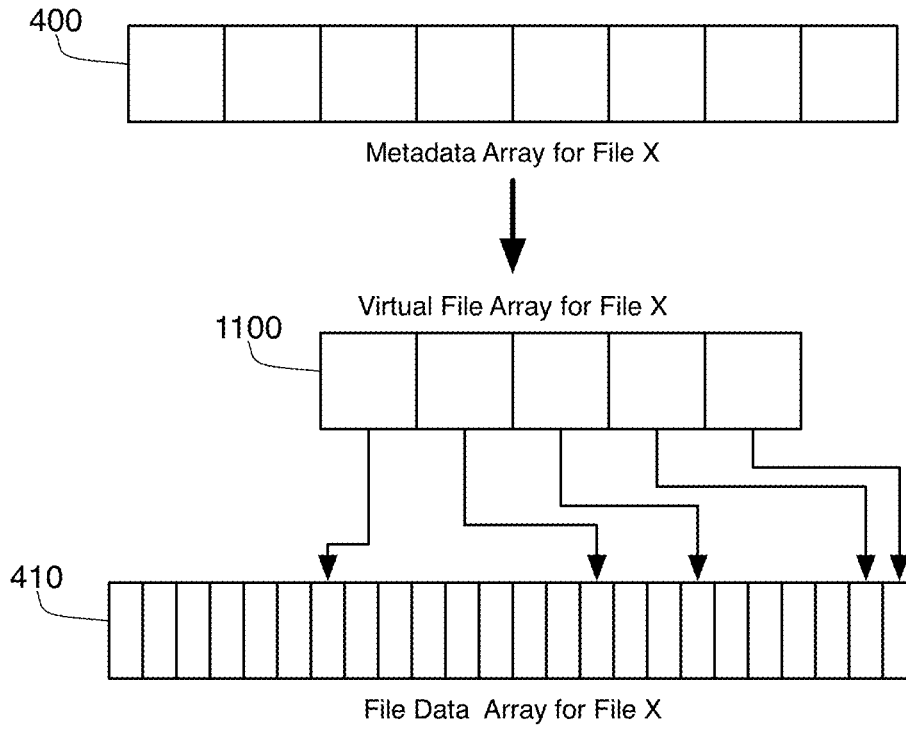 400
Metadata Array for File X
Virtual File Array for File X
1100
410
File Data Array for File X